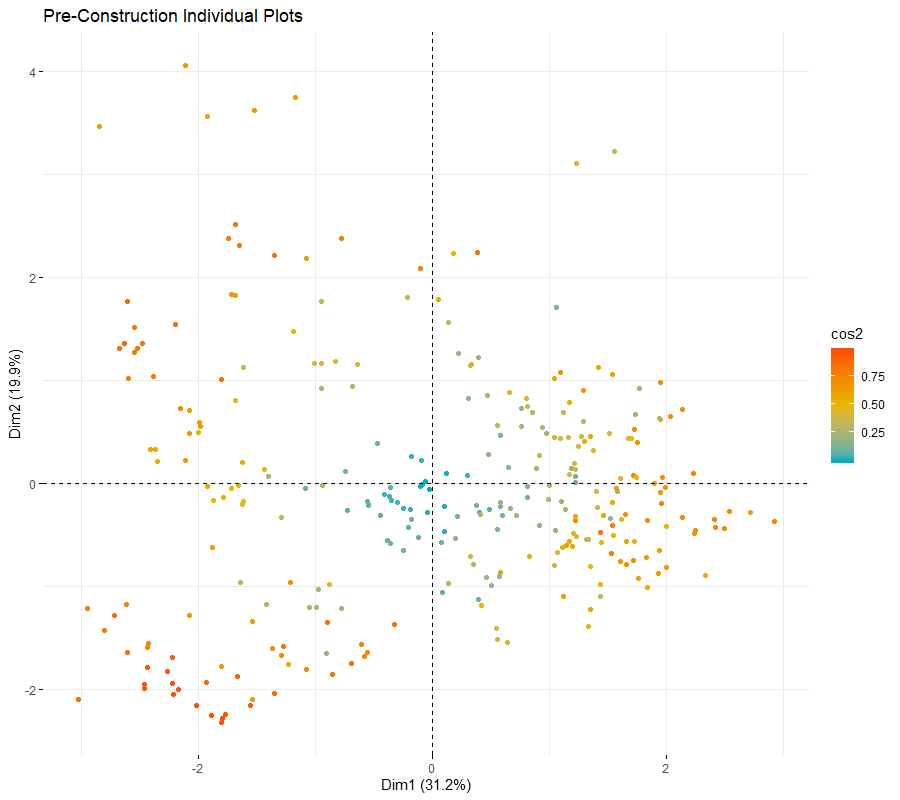 Pre-Construction Individual Plots
4
2
0
-2
Dim2 (19.9%)
-2
0
2
Dim1 (31.2%)
cos2
0.75
0.50
0.25